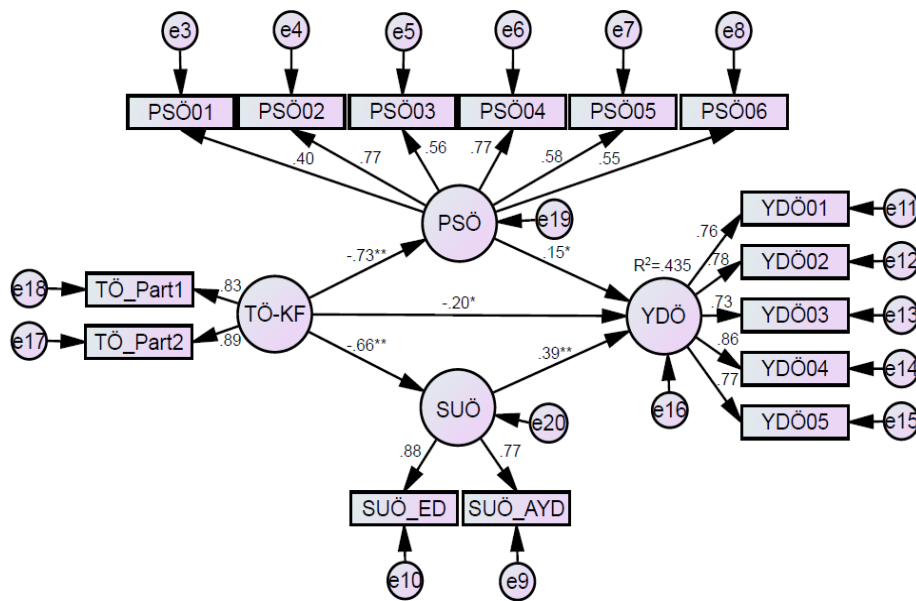 e3 e4 e5 e6 e7 e8
PSÖ01 PSÖ02 PSÖ03 PSÖ04 PSÖ05 PSÖ06
.40 .77 .56 .77 .58 .55
PSÖ e19
YDÖ01 e11
.76
-.73** .15* R²=.435 .78 YDÖ02 e12
e18 TÖ_Part1 .83
TÖ-KF -.20* YDÖ .73 YDÖ03 e13
e17 TÖ_Part2 .89
-.66** .39** .86 YDÖ04 e14
.77
SUÖ e20 e16 YDÖ05 e15
.88 .77
SUÖ_ED SUÖ_AYD
e10 e9